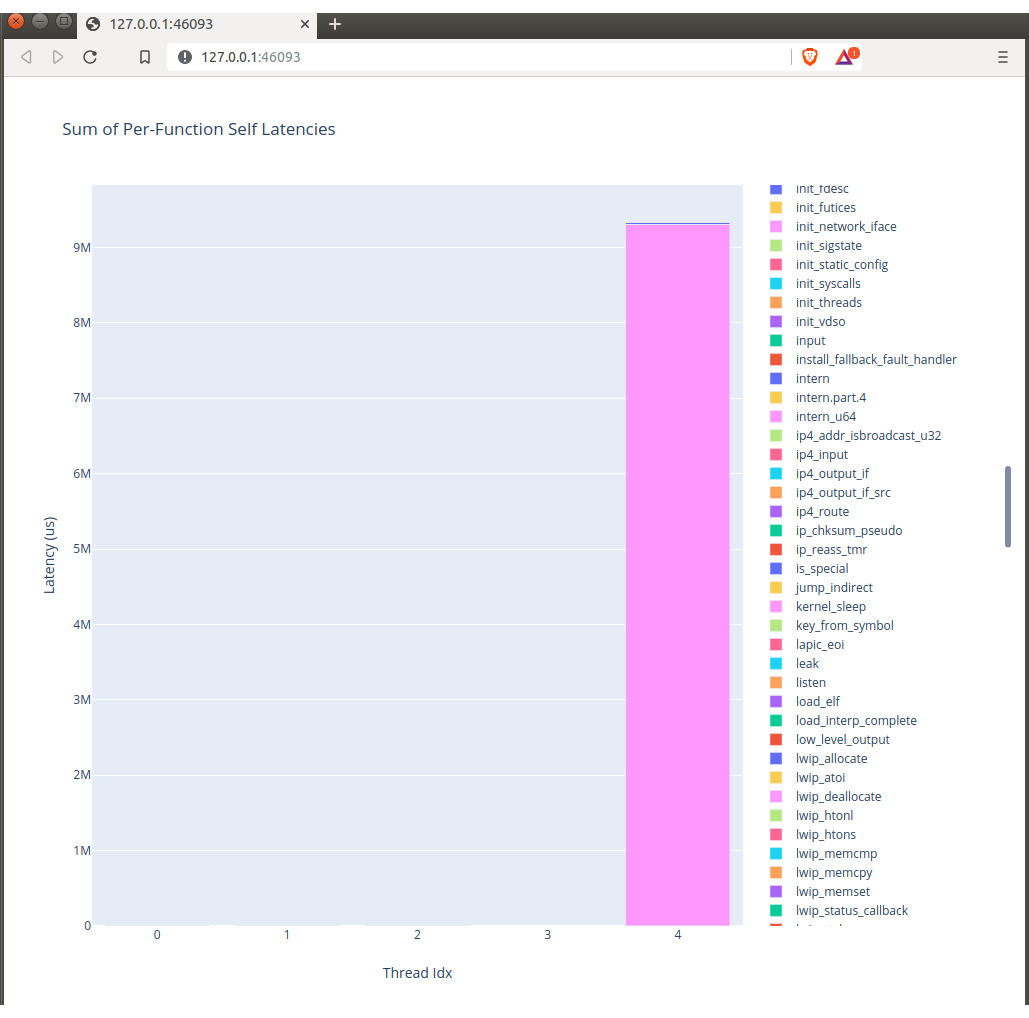 127.0.0.1:46093
127.0.0.1:46093
1
Sum of Per-Function Self Latencies
9M
8M
7M
6M
5M
4M
3M
2M
1M
0
Latency (us)
0 1 2 3 4
Thread Idx
init_fdesc
init_futices
init_network_iface
init_sigstate
init_static_config
init_syscalls
init_threads
init_vdso
input
install_fallback_fault_handler
intern
intern.part.4
intern_u64
ip4_addr_isbroadcast_u32
ip4_input
ip4_output_if
ip4_output_if_src
ip4_route
ip_chksum_pseudo
ip_reass_tmr
is_special
jump_indirect
kernel_sleep
key_from_symbol
lapic_eoi
leak
listen
load_elf
load_interp_complete
low_level_output
lwip_allocate
lwip_atoi
lwip_deallocate
lwip_htonl
lwip_htons
lwip_memcmp
lwip_memcpy
lwip_memset
lwip_status_callback